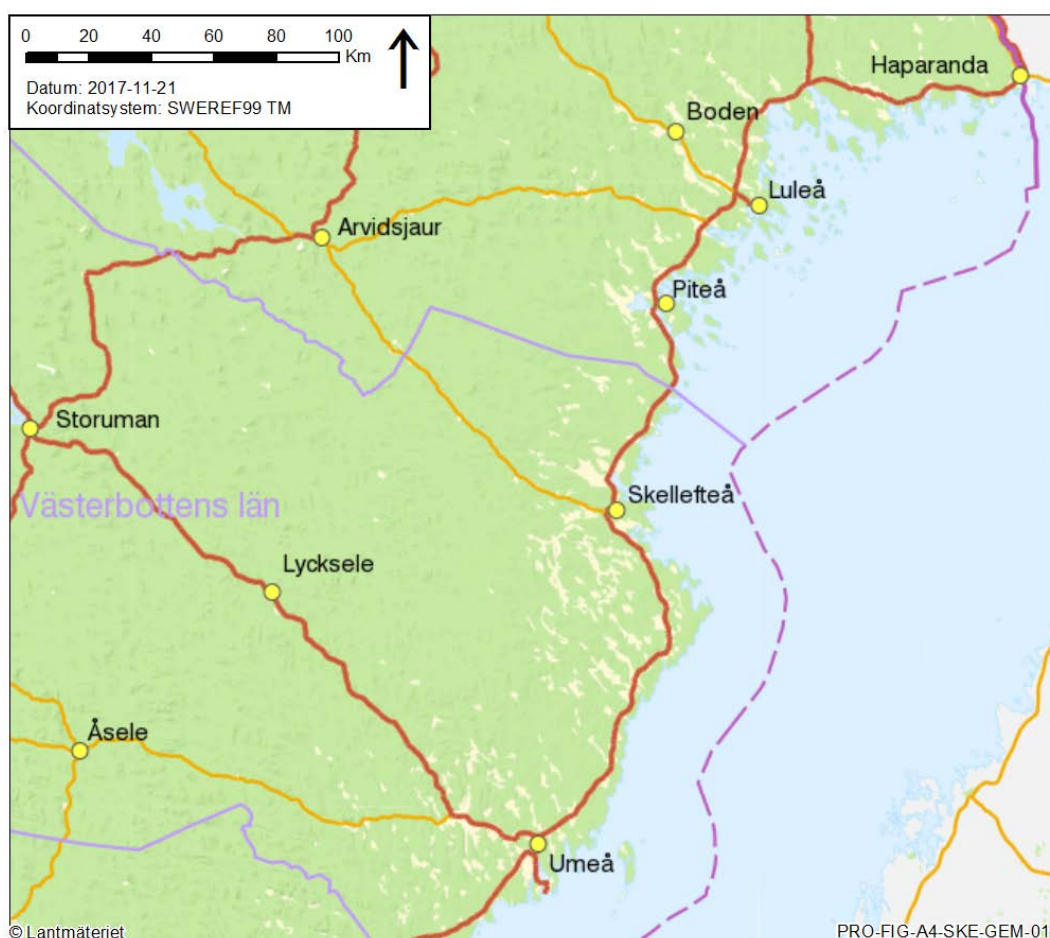 0 20 40 60 80 100
Km
Datum: 2017-11-21
Koordinatsystem: SWEREF99 TM
Haparanda
Boden
Luleå
Arvidsjaur
Piteå
Storuman
Västerbottens län
Skellefteå
Lycksele
Åsele
Umeå
© Lantmäteriet
PRO-FIG-A4-SKE-GEM-01